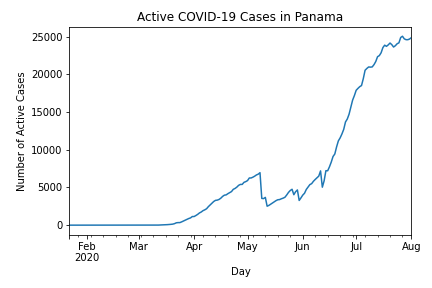 Active COVID-19 Cases in Panama
Number of Active Cases
25000
20000
15000
10000
5000
0
Feb
2020
Mar
Apr
May
Jun
Jul
Aug
Day